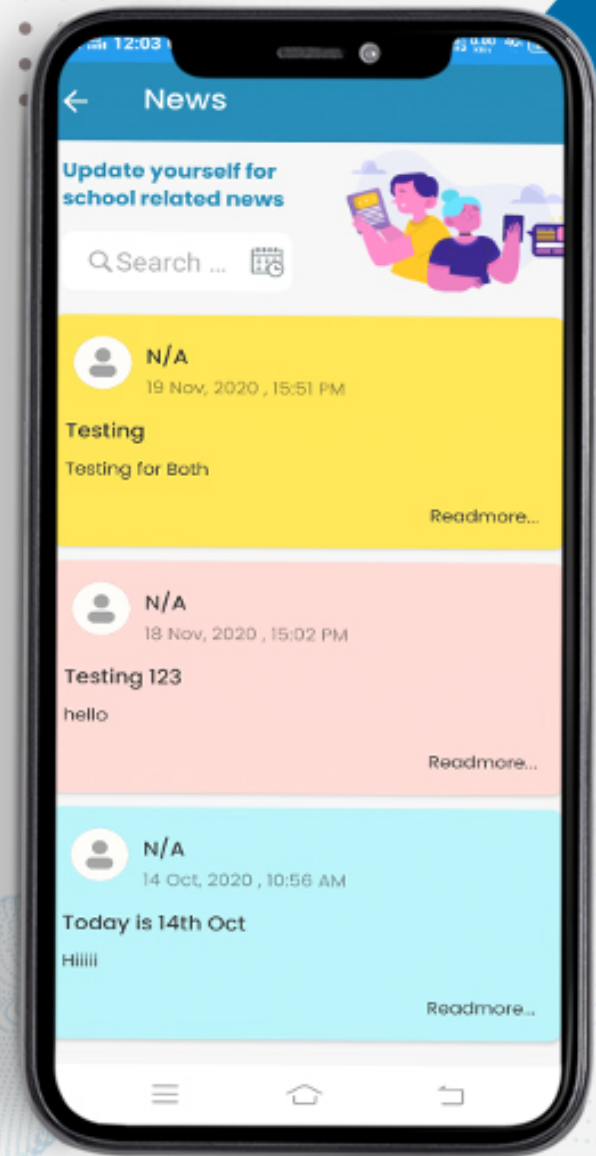 12:03
News
Update yourself for
school related news
Search ...
N/A
19 Nov, 2020 , 15:51 PM
Testing
Testing for Both
Readmore...
N/A
18 Nov, 2020 , 15:02 PM
Testing 123
hello
Readmore...
N/A
14 Oct, 2020 , 10:56 AM
Today is 14th Oct
Hiiiii
Readmore...